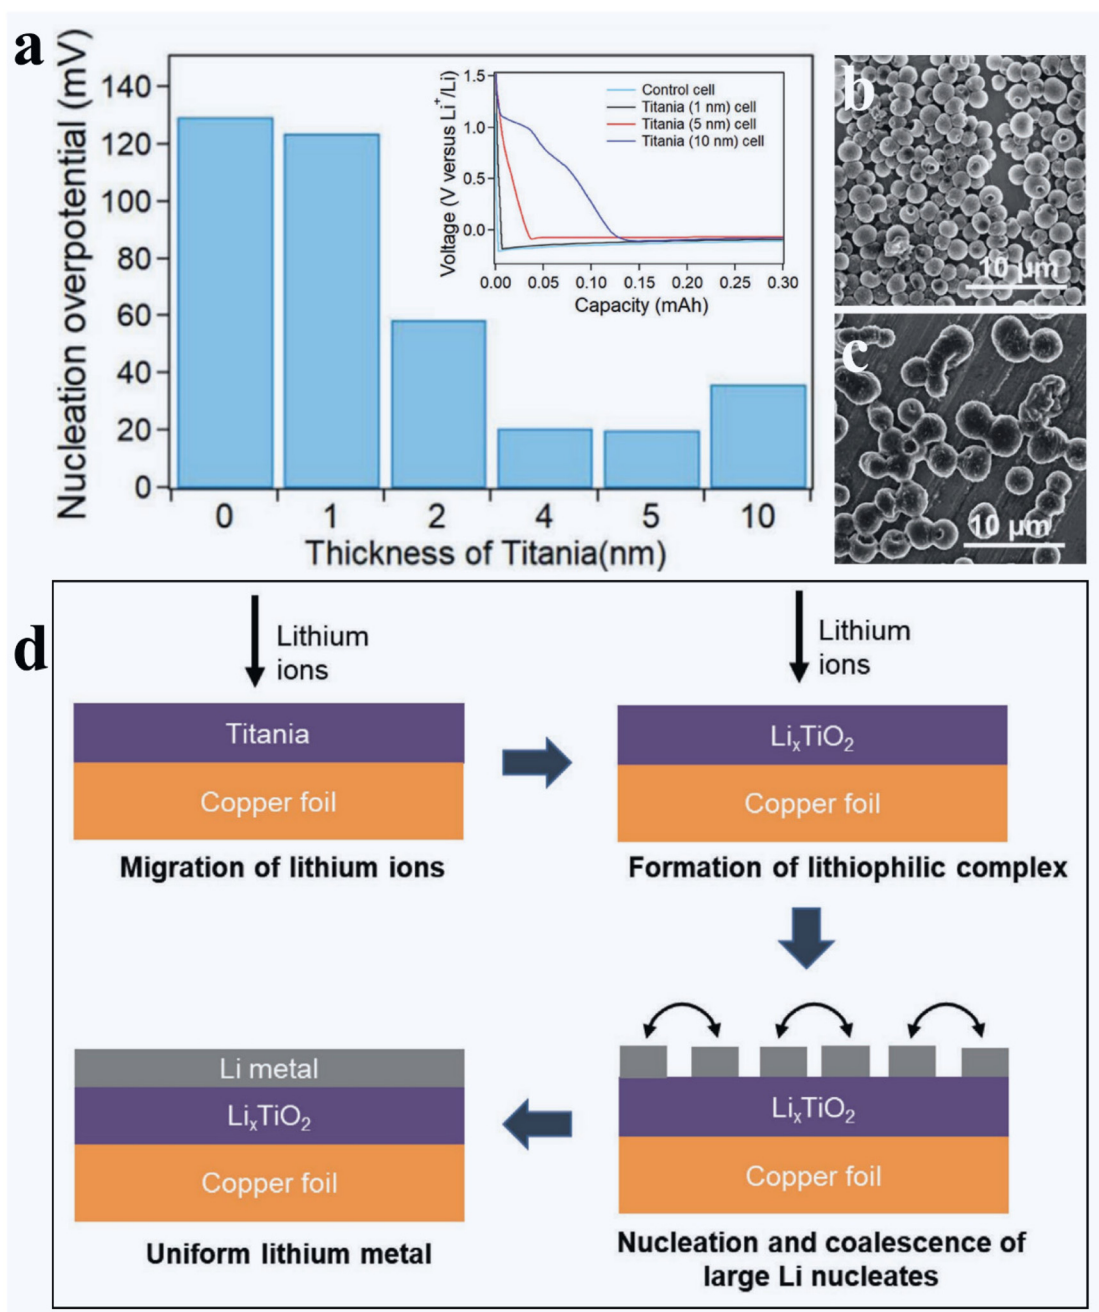 a
Nucleation overpotential (mV)
140
120
100
80
60
40
20
0
0 1 2 4 5 10
Thickness of Titania(nm)
Voltage (V versus Li⁺/Li)
1.5
1.0
0.5
0.0
0.00 0.05 0.10 0.15 0.20 0.25 0.30
Capacity (mAh)
Control cell
Titania (1 nm) cell
Titania (5 nm) cell
Titania (10 nm) cell
b
10 μm
c
10 μm
d
Lithium
ions
Titania
Copper foil
Migration of lithium ions
Lithium
ions
LiₓTiO₂
Copper foil
Formation of lithiophilic complex
LiₓTiO₂
Copper foil
Nucleation and coalescence of
large Li nucleates
Li metal
LiₓTiO₂
Copper foil
Uniform lithium metal